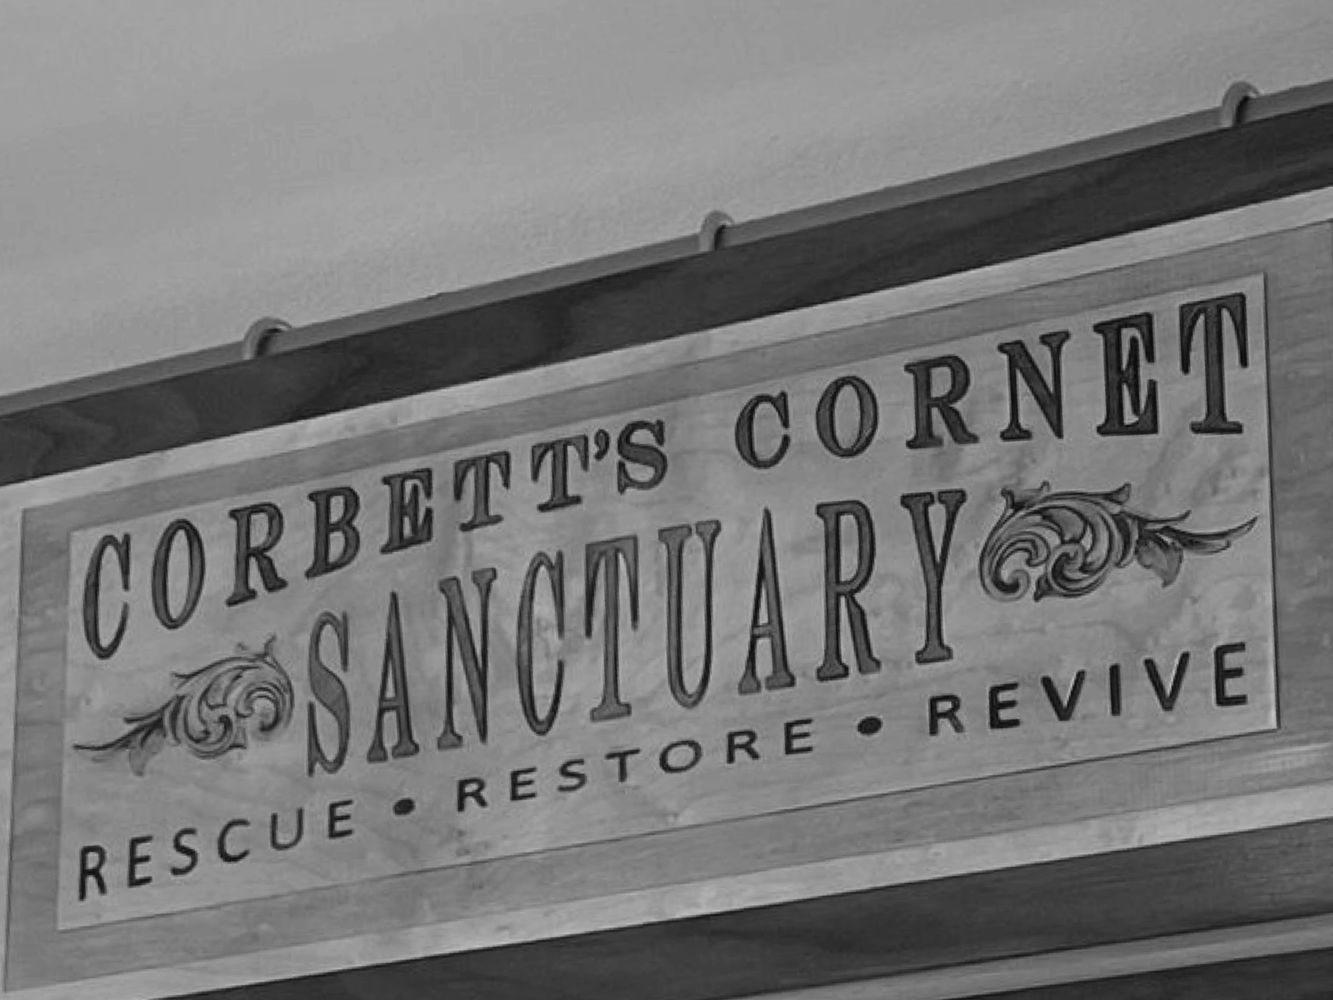 CORBETT'S CORNET
SANCTUARY
RESCUE • RESTORE • REVIVE